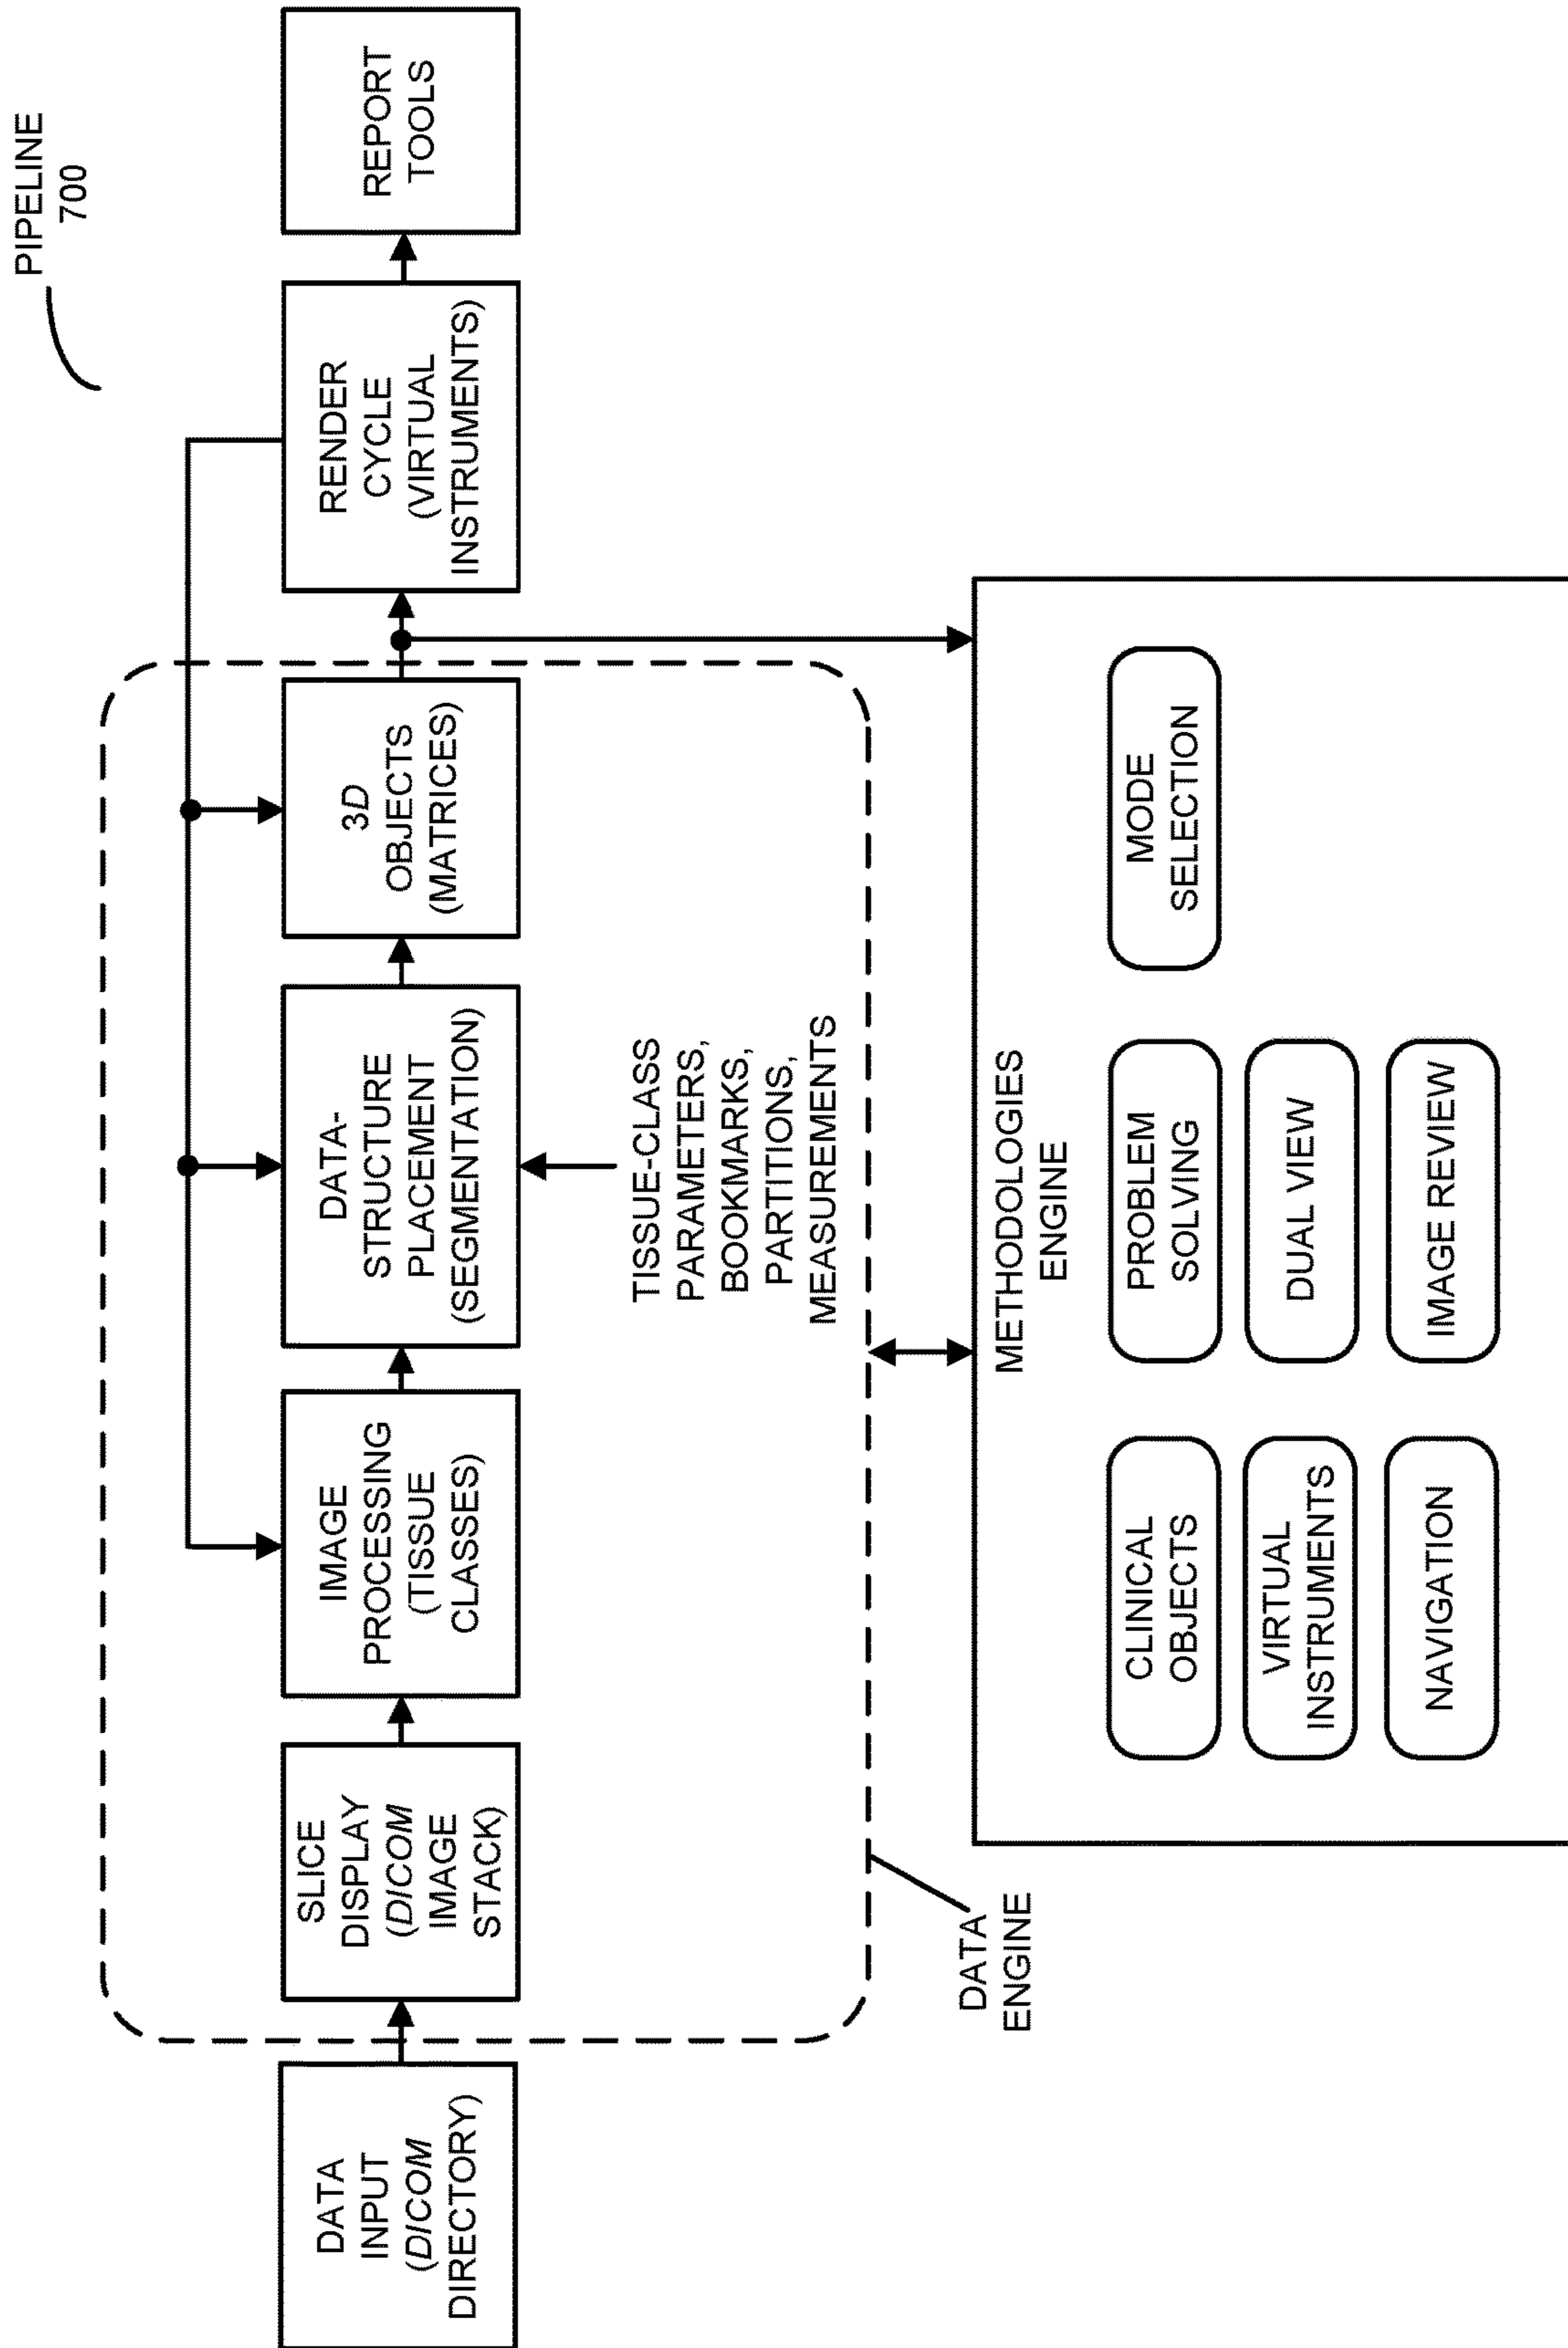 PIPELINE
700
DATA
INPUT
(DICOM
DIRECTORY)
SLICE
DISPLAY
(DICOM
IMAGE
STACK)
IMAGE
PROCESSING
(TISSUE
CLASSES)
DATA-
STRUCTURE
PLACEMENT
(SEGMENTATION)
3D
OBJECTS
(MATRICES)
RENDER
CYCLE
(VIRTUAL
INSTRUMENTS)
REPORT
TOOLS
TISSUE-CLASS
PARAMETERS,
BOOKMARKS,
PARTITIONS,
MEASUREMENTS
DATA
ENGINE
METHODOLOGIES
ENGINE
CLINICAL
OBJECTS
PROBLEM
SOLVING
MODE
SELECTION
VIRTUAL
INSTRUMENTS
DUAL VIEW
NAVIGATION
IMAGE REVIEW